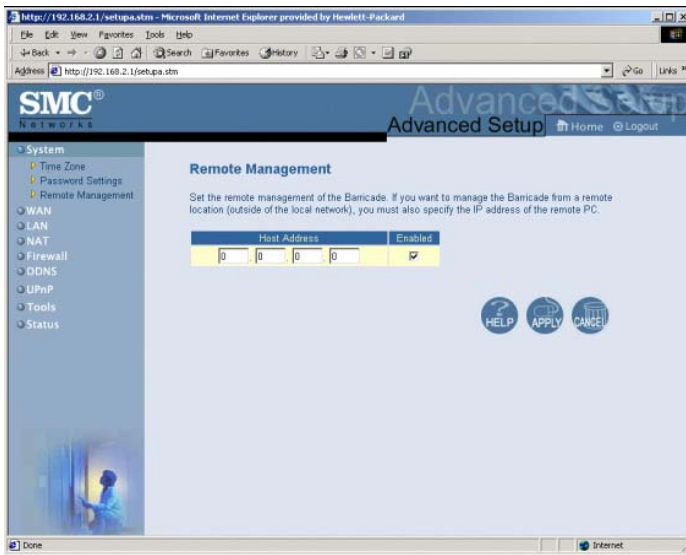 http://192.168.2.1/setupa.stm - Microsoft Internet Explorer provided by Hewlett-Packard
File Edit View Favorites Tools Help
Back Search Favorites History
Address http://192.168.2.1/setupa.stm Go Links »
SMC®
Networks
Advanced Setup
Advanced Setup Home Logout
System
Time Zone
Password Settings
Remote Management
WAN
LAN
NAT
Firewall
DDNS
UPnP
Tools
Status
Remote Management
Set the remote management of the Barricade. If you want to manage the Barricade from a remote
location (outside of the local network), you must also specify the IP address of the remote PC.
Host Address Enabled
0 . 0 . 0 . 0
HELP APPLY CANCEL
Done Internet